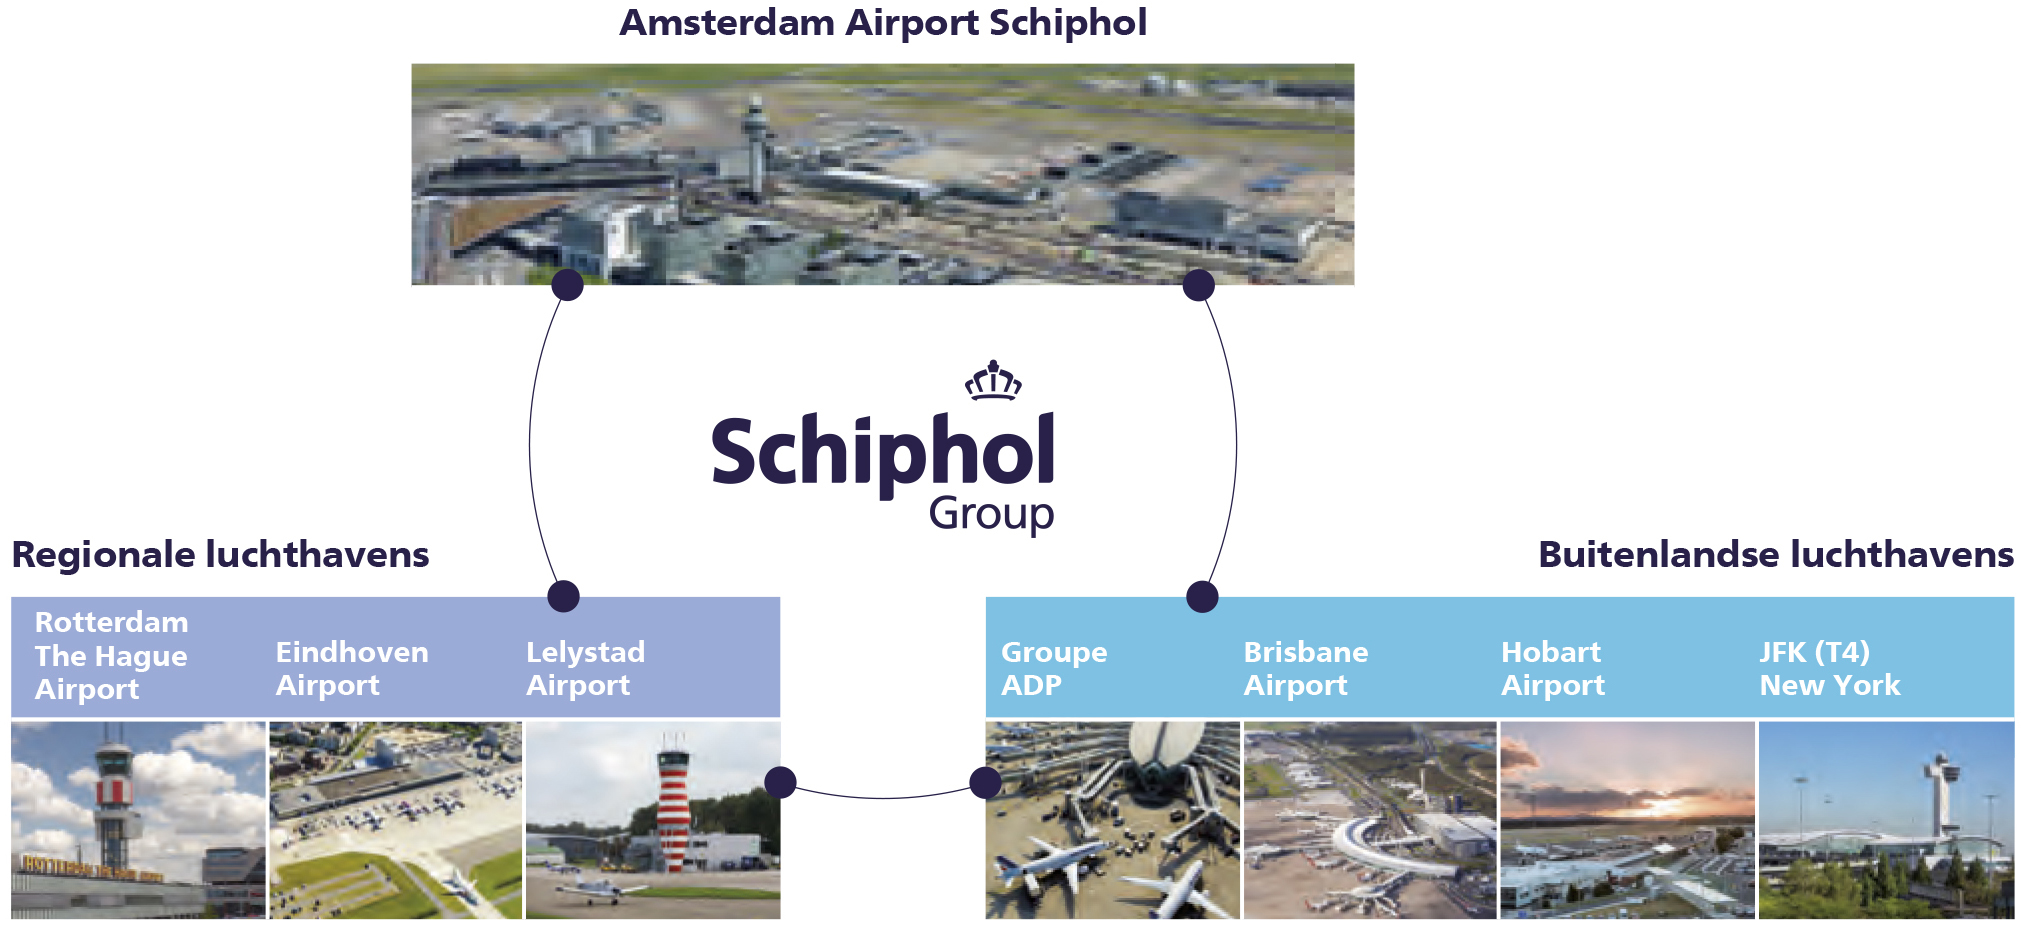 Amsterdam Airport Schiphol
Schiphol
Group
Regionale luchthavens
Rotterdam
The Hague
Airport
Eindhoven
Airport
Lelystad
Airport
Buitenlandse luchthavens
Groupe
ADP
Brisbane
Airport
Hobart
Airport
JFK (T4)
New York